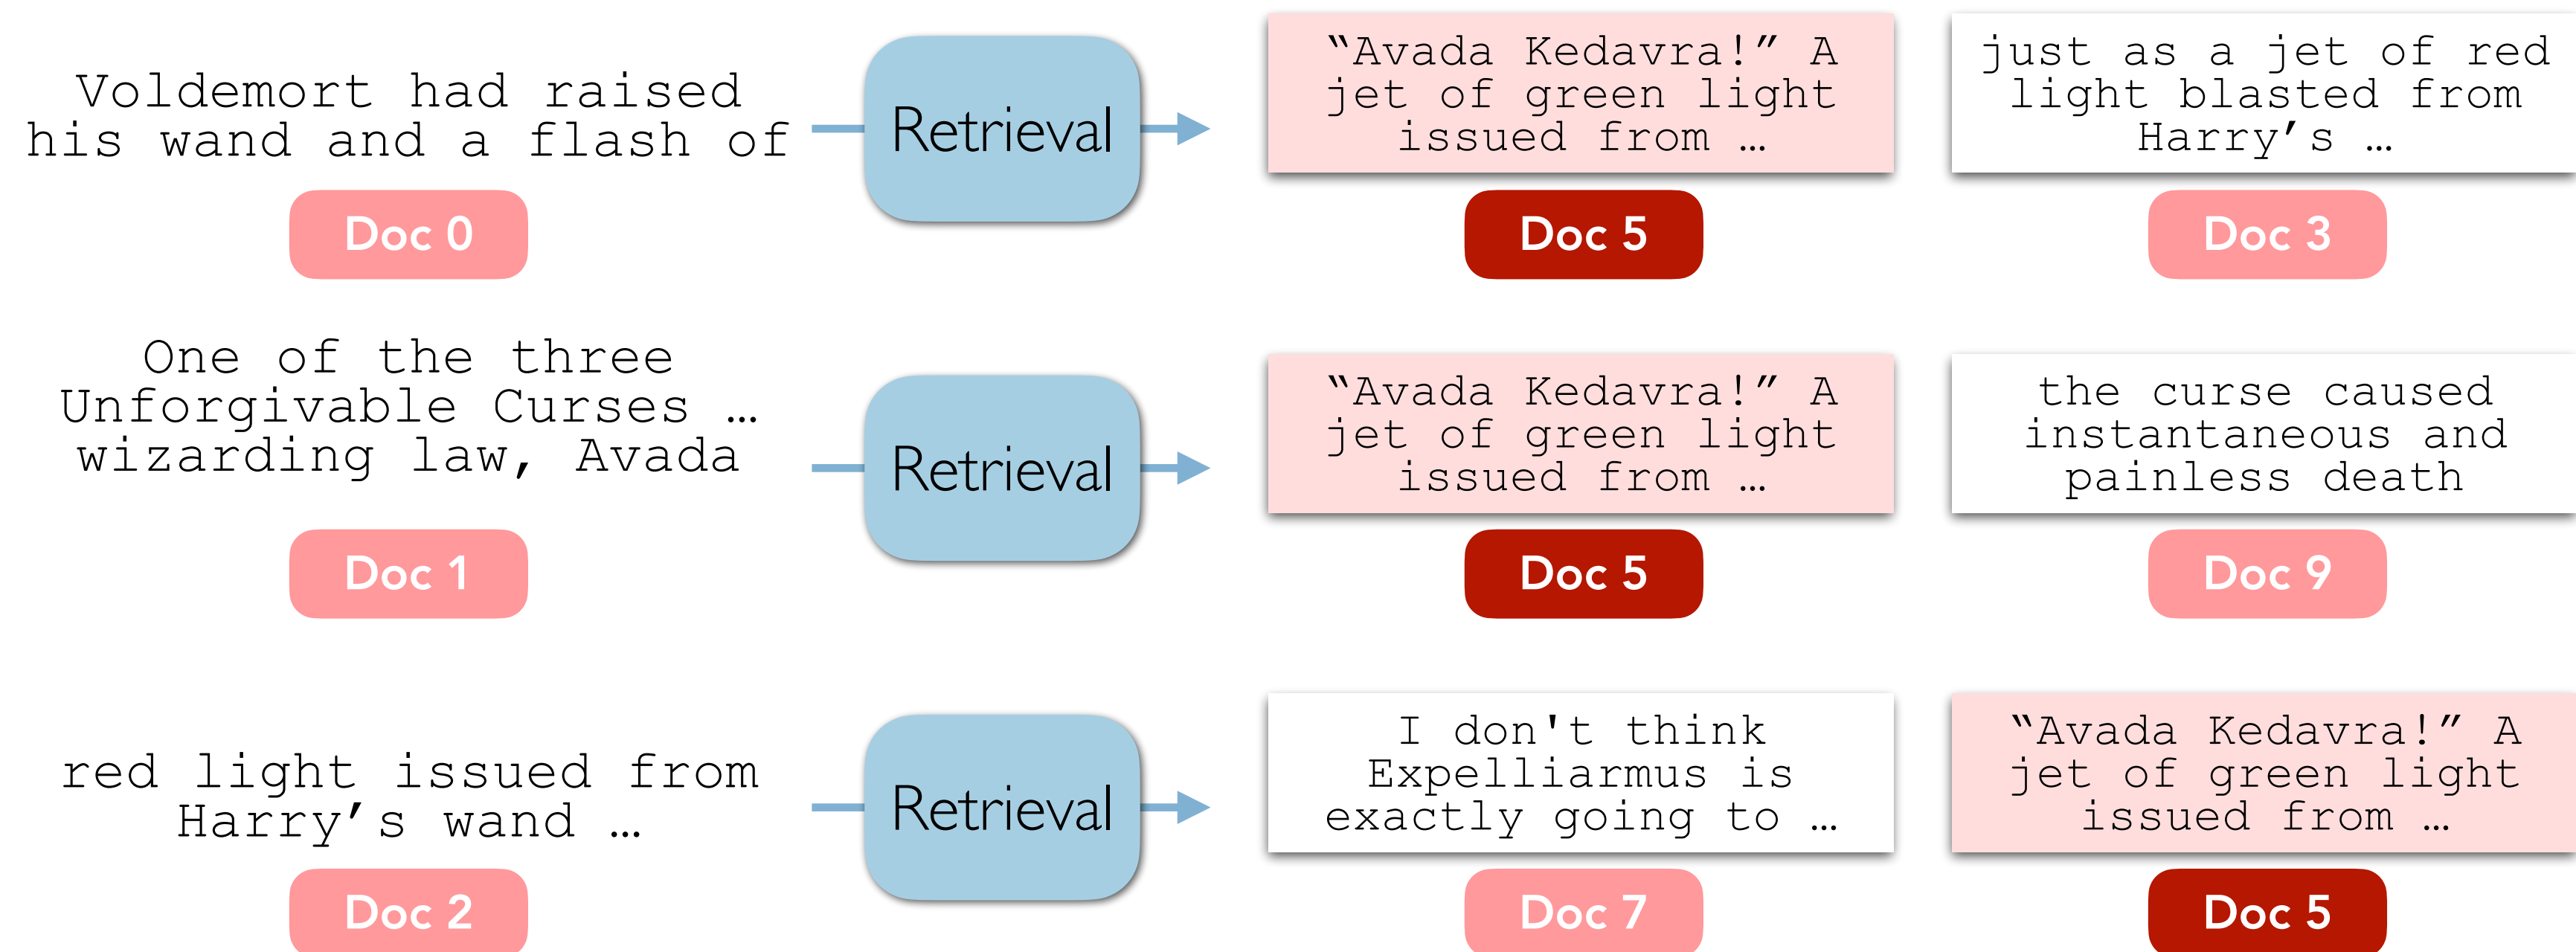 Voldemort had raised
his wand and a flash of
Doc 0
Retrieval
“Avada Kedavra!” A
jet of green light
issued from …
Doc 5
just as a jet of red
light blasted from
Harry’s …
Doc 3
One of the three
Unforgivable Curses …
wizarding law, Avada
Doc 1
Retrieval
“Avada Kedavra!” A
jet of green light
issued from …
Doc 5
the curse caused
instantaneous and
painless death
Doc 9
red light issued from
Harry’s wand …
Doc 2
Retrieval
I don't think
Expelliarmus is
exactly going to …
Doc 7
“Avada Kedavra!” A
jet of green light
issued from …
Doc 5